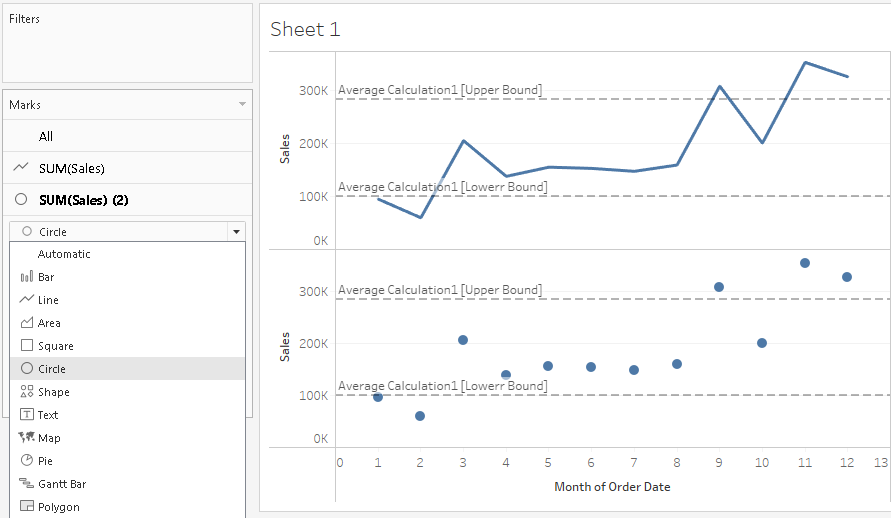 Filters
Marks
All
SUM(Sales)
SUM(Sales) (2)
Circle
Automatic
Bar
Line
Area
Square
Circle
Shape
Text
Map
Pie
Gantt Bar
Polygon
Sheet 1
Sales
300K
200K
100K
0K
Average Calculation1 [Upper Bound]
Average Calculation1 [Lowerr Bound]
Sales
300K
200K
100K
0K
Average Calculation1 [Upper Bound]
Average Calculation1 [Lowerr Bound]
0 1 2 3 4 5 6 7 8 9 10 11 12 13
Month of Order Date